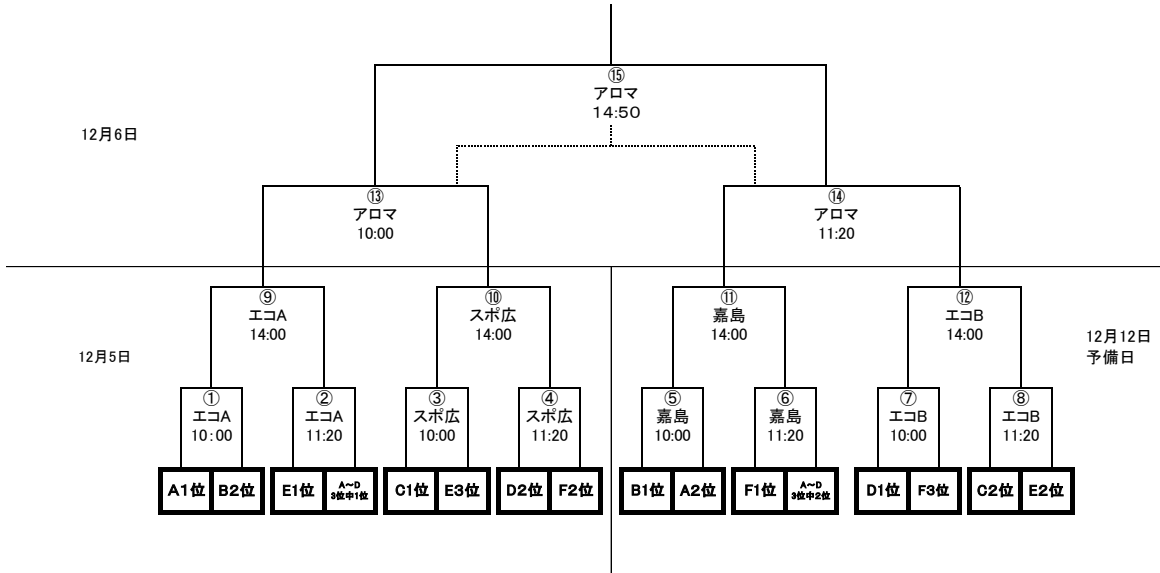 ⑮
アロマ
14:50
12月6日
⑬
アロマ
10:00
⑭
アロマ
11:20
⑨
エコA
14:00
⑩
スポ広
14:00
⑪
嘉島
14:00
⑫
エコB
14:00
12月5日
12月12日
予備日
①
エコA
10:00
②
エコA
11:20
③
スポ広
10:00
④
スポ広
11:20
⑤
嘉島
10:00
⑥
嘉島
11:20
⑦
エコB
10:00
⑧
エコB
11:20
A1位
B2位
E1位
A～D
3位中1位
C1位
E3位
D2位
F2位
B1位
A2位
F1位
A～D
3位中2位
D1位
F3位
C2位
E2位